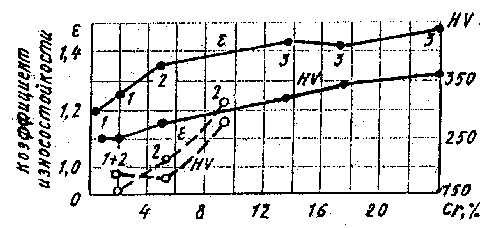 Коэффициент
износостойкости
ε
1,4
1,2
1,0
0
1
1
2
ε
3
3
3
HV
350
250
150
HV
1
ε
1+2
2
2
HV
4
8
12
16
20
Cr,%